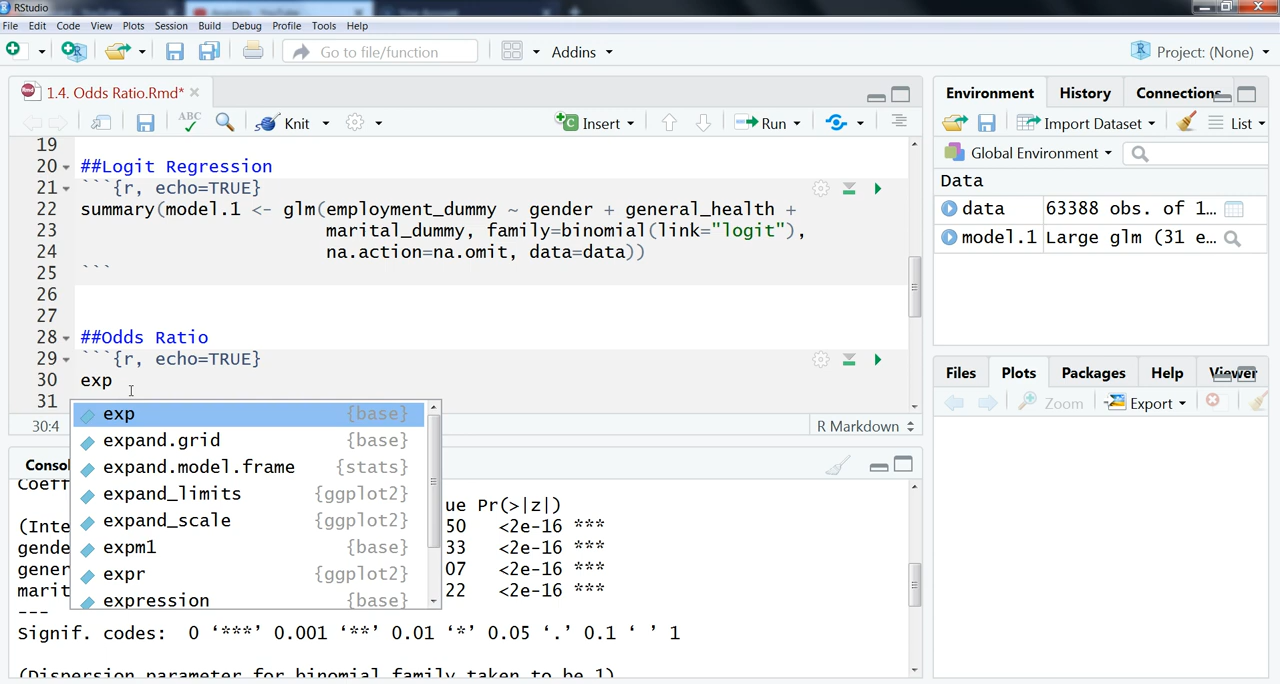 RStudio
File Edit Code View Plots Session Build Debug Profile Tools Help
Go to file/function Addins Project: (None)
1.4. Odds Ratio.Rmd*
Knit Insert Run
19
20 ##Logit Regression
21 ```{r, echo=TRUE}
22 summary(model.1 <- glm(employment_dummy ~ gender + general_health +
23 marital_dummy, family=binomial(link="logit"),
24 na.action=na.omit, data=data))
25 ```
26
27
28 ##Odds Ratio
29 ```{r, echo=TRUE}
30 exp
31
30:4 R Markdown
exp {base}
expand.grid {base}
expand.model.frame {stats}
expand_limits {ggplot2}
expand_scale {ggplot2}
expm1 {base}
expr {ggplot2}
expression {base}
Conso
Coeff
ue Pr(>|z|)
(Inte 50 <2e-16 ***
gende 33 <2e-16 ***
gener 07 <2e-16 ***
marit 22 <2e-16 ***
---
Signif. codes: 0 ‘***’ 0.001 ‘**’ 0.01 ‘*’ 0.05 ‘.’ 0.1 ‘ ’ 1
(Dispersion parameter for binomial family taken to be 1)
Environment History Connections
Import Dataset List
Global Environment
Data
data 63388 obs. of 1…
model.1 Large glm (31 e…
Files Plots Packages Help Viewer
Zoom Export